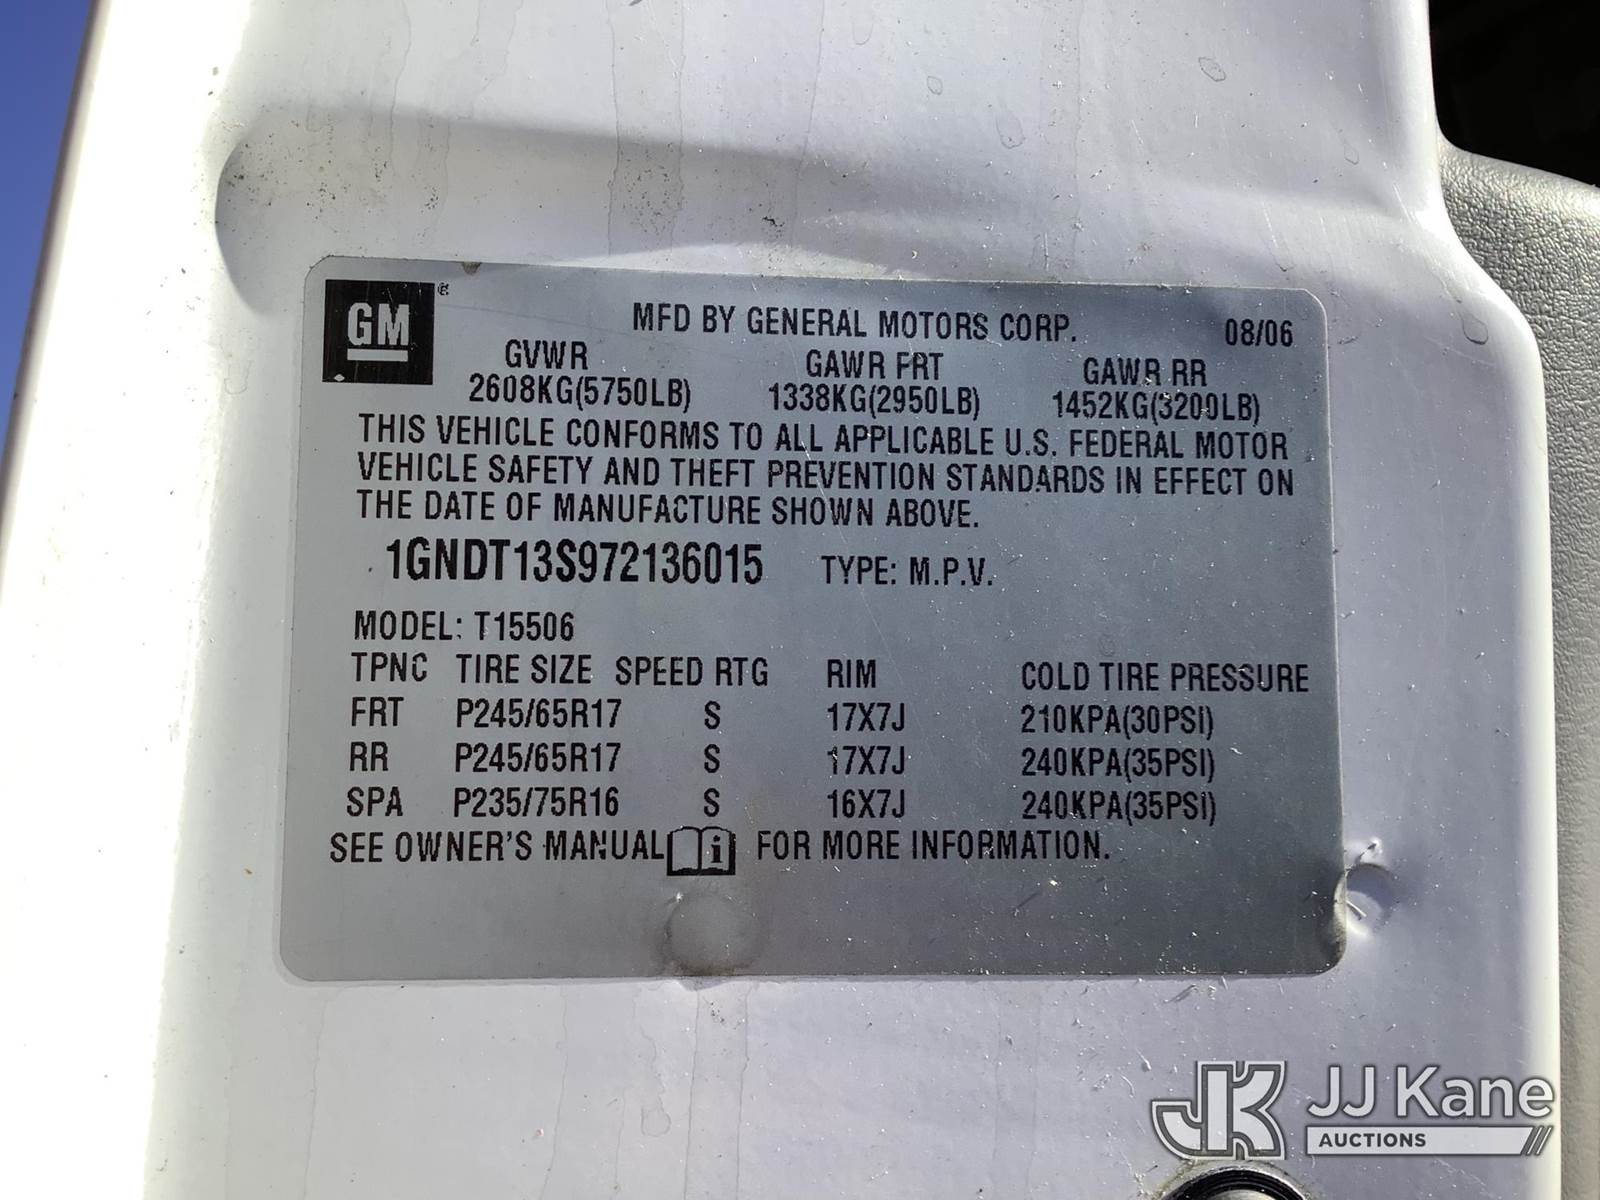 GM
MFD BY GENERAL MOTORS CORP. 08/06
GVWR GAWR FRT GAWR RR
2608KG(5750LB) 1338KG(2950LB) 1452KG(3200LB)
THIS VEHICLE CONFORMS TO ALL APPLICABLE U.S. FEDERAL MOTOR
VEHICLE SAFETY AND THEFT PREVENTION STANDARDS IN EFFECT ON
THE DATE OF MANUFACTURE SHOWN ABOVE.
1GNDT13S972136015 TYPE: M.P.V.
MODEL: T15506
TPNC TIRE SIZE SPEED RTG RIM COLD TIRE PRESSURE
FRT P245/65R17 S 17X7J 210KPA(30PSI)
RR P245/65R17 S 17X7J 240KPA(35PSI)
SPA P235/75R16 S 16X7J 240KPA(35PSI)
SEE OWNER'S MANUAL i FOR MORE INFORMATION.
JK JJ Kane
AUCTIONS